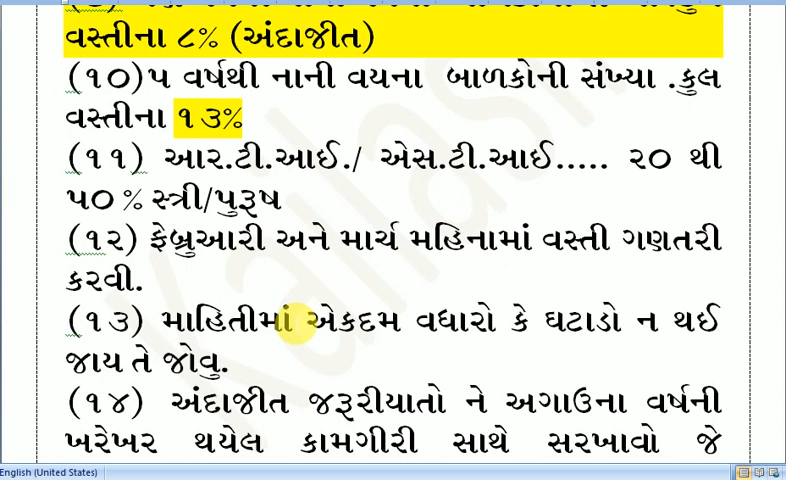 વસ્તીના ૮% (અંદાજીત)
(૧૦)૫ વર્ષથી નાની વયના બાળકોની સંખ્યા .કુલ
વસ્તીના ૧૩%
(૧૧) આર.ટી.આઈ./ એસ.ટી.આઈ..... ૨૦ થી
૫૦ % સ્ત્રી/પુરૂષ
(૧૨) ફેબ્રુઆરી અને માર્ચ મહિનામાં વસ્તી ગણતરી
કરવી.
(૧૩) માહિતીમાં એકદમ વધારો કે ઘટાડો ન થઈ
જાય તે જોવુ.
(૧૪) અંદાજીત જરૂરીયાતો ને અગાઉના વર્ષની
ખરેખર થયેલ કામગીરી સાથે સરખાવો જે
English (United States)